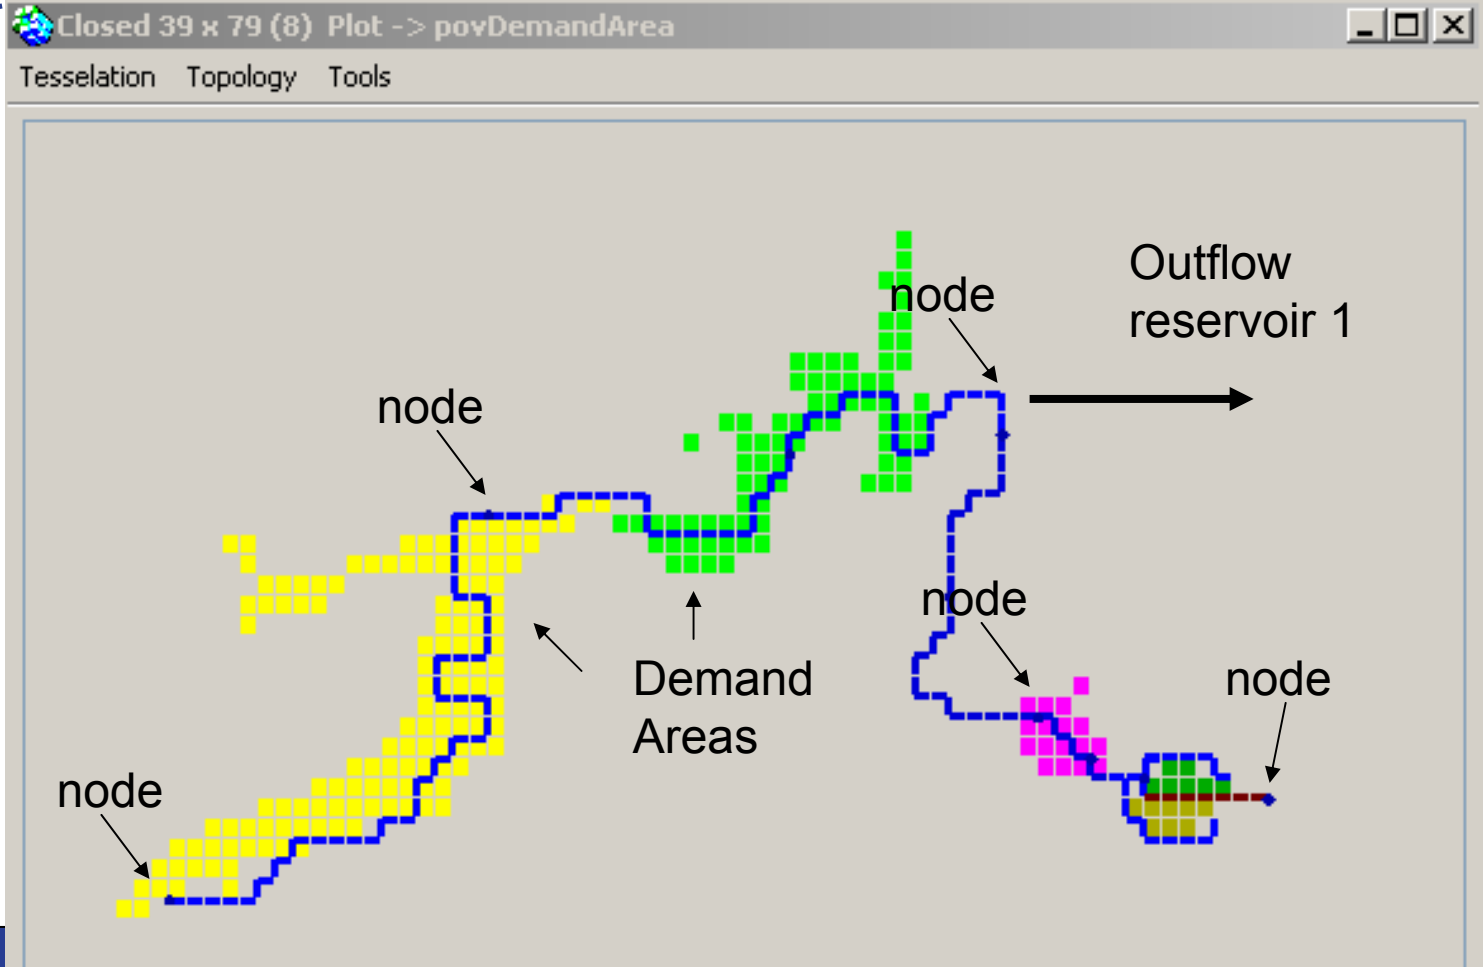 Closed 39 x 79 (8) Plot -> povDemandArea
Tesselation Topology Tools
Outflow
reservoir 1
node
node
node
Demand
Areas
node
node